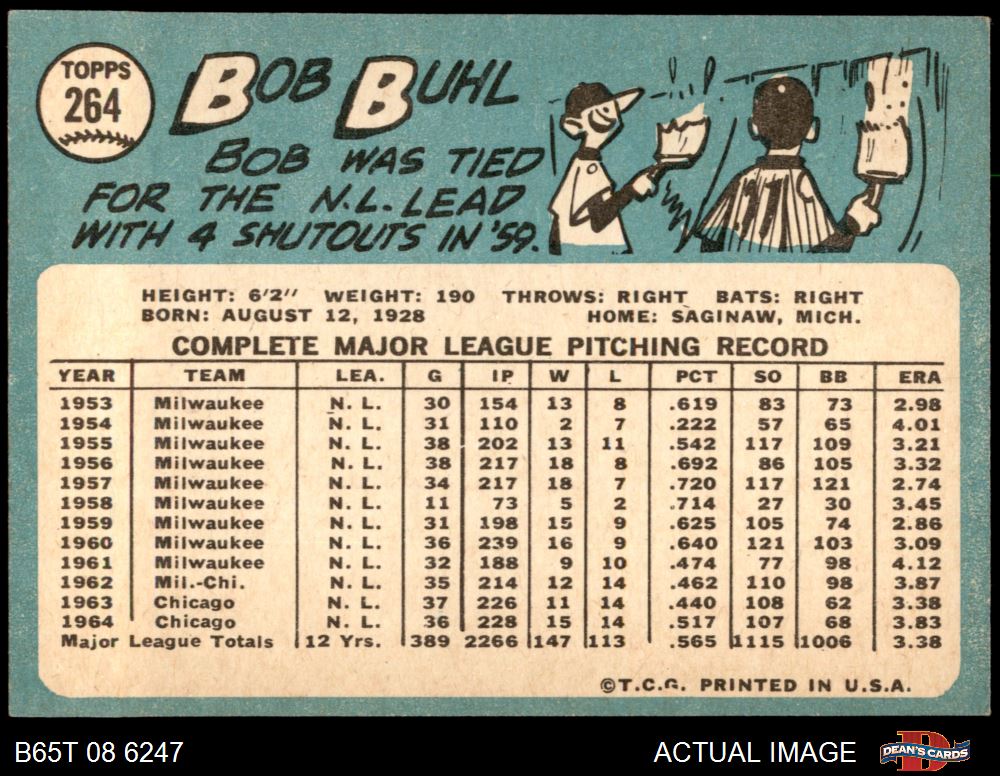 TOPPS
264
BOB BUHL
BOB WAS TIED
FOR THE N.L. LEAD
WITH 4 SHUTOUTS IN '59.
HEIGHT: 6'2" WEIGHT: 190 THROWS: RIGHT BATS: RIGHT
BORN: AUGUST 12, 1928 HOME: SAGINAW, MICH.
COMPLETE MAJOR LEAGUE PITCHING RECORD
YEAR TEAM LEA. G IP W L PCT SO BB ERA
1953 Milwaukee N. L. 30 154 13 8 .619 83 73 2.98
1954 Milwaukee N. L. 31 110 2 7 .222 57 65 4.01
1955 Milwaukee N. L. 38 202 13 11 .542 117 109 3.21
1956 Milwaukee N. L. 38 217 18 8 .692 86 105 3.32
1957 Milwaukee N. L. 34 217 18 7 .720 117 121 2.74
1958 Milwaukee N. L. 11 73 5 2 .714 27 30 3.45
1959 Milwaukee N. L. 31 198 15 9 .625 105 74 2.86
1960 Milwaukee N. L. 36 239 16 9 .640 121 103 3.09
1961 Milwaukee N. L. 32 188 9 10 .474 77 98 4.12
1962 Mil.-Chi. N. L. 35 214 12 14 .462 110 98 3.87
1963 Chicago N. L. 37 226 11 14 .440 108 62 3.38
1964 Chicago N. L. 36 228 15 14 .517 107 68 3.83
Major League Totals 12 Yrs. 389 2266 147 113 .565 1115 1006 3.38
©T.C.G. PRINTED IN U.S.A.
B65T 08 6247 ACTUAL IMAGE DEAN'S CARDS